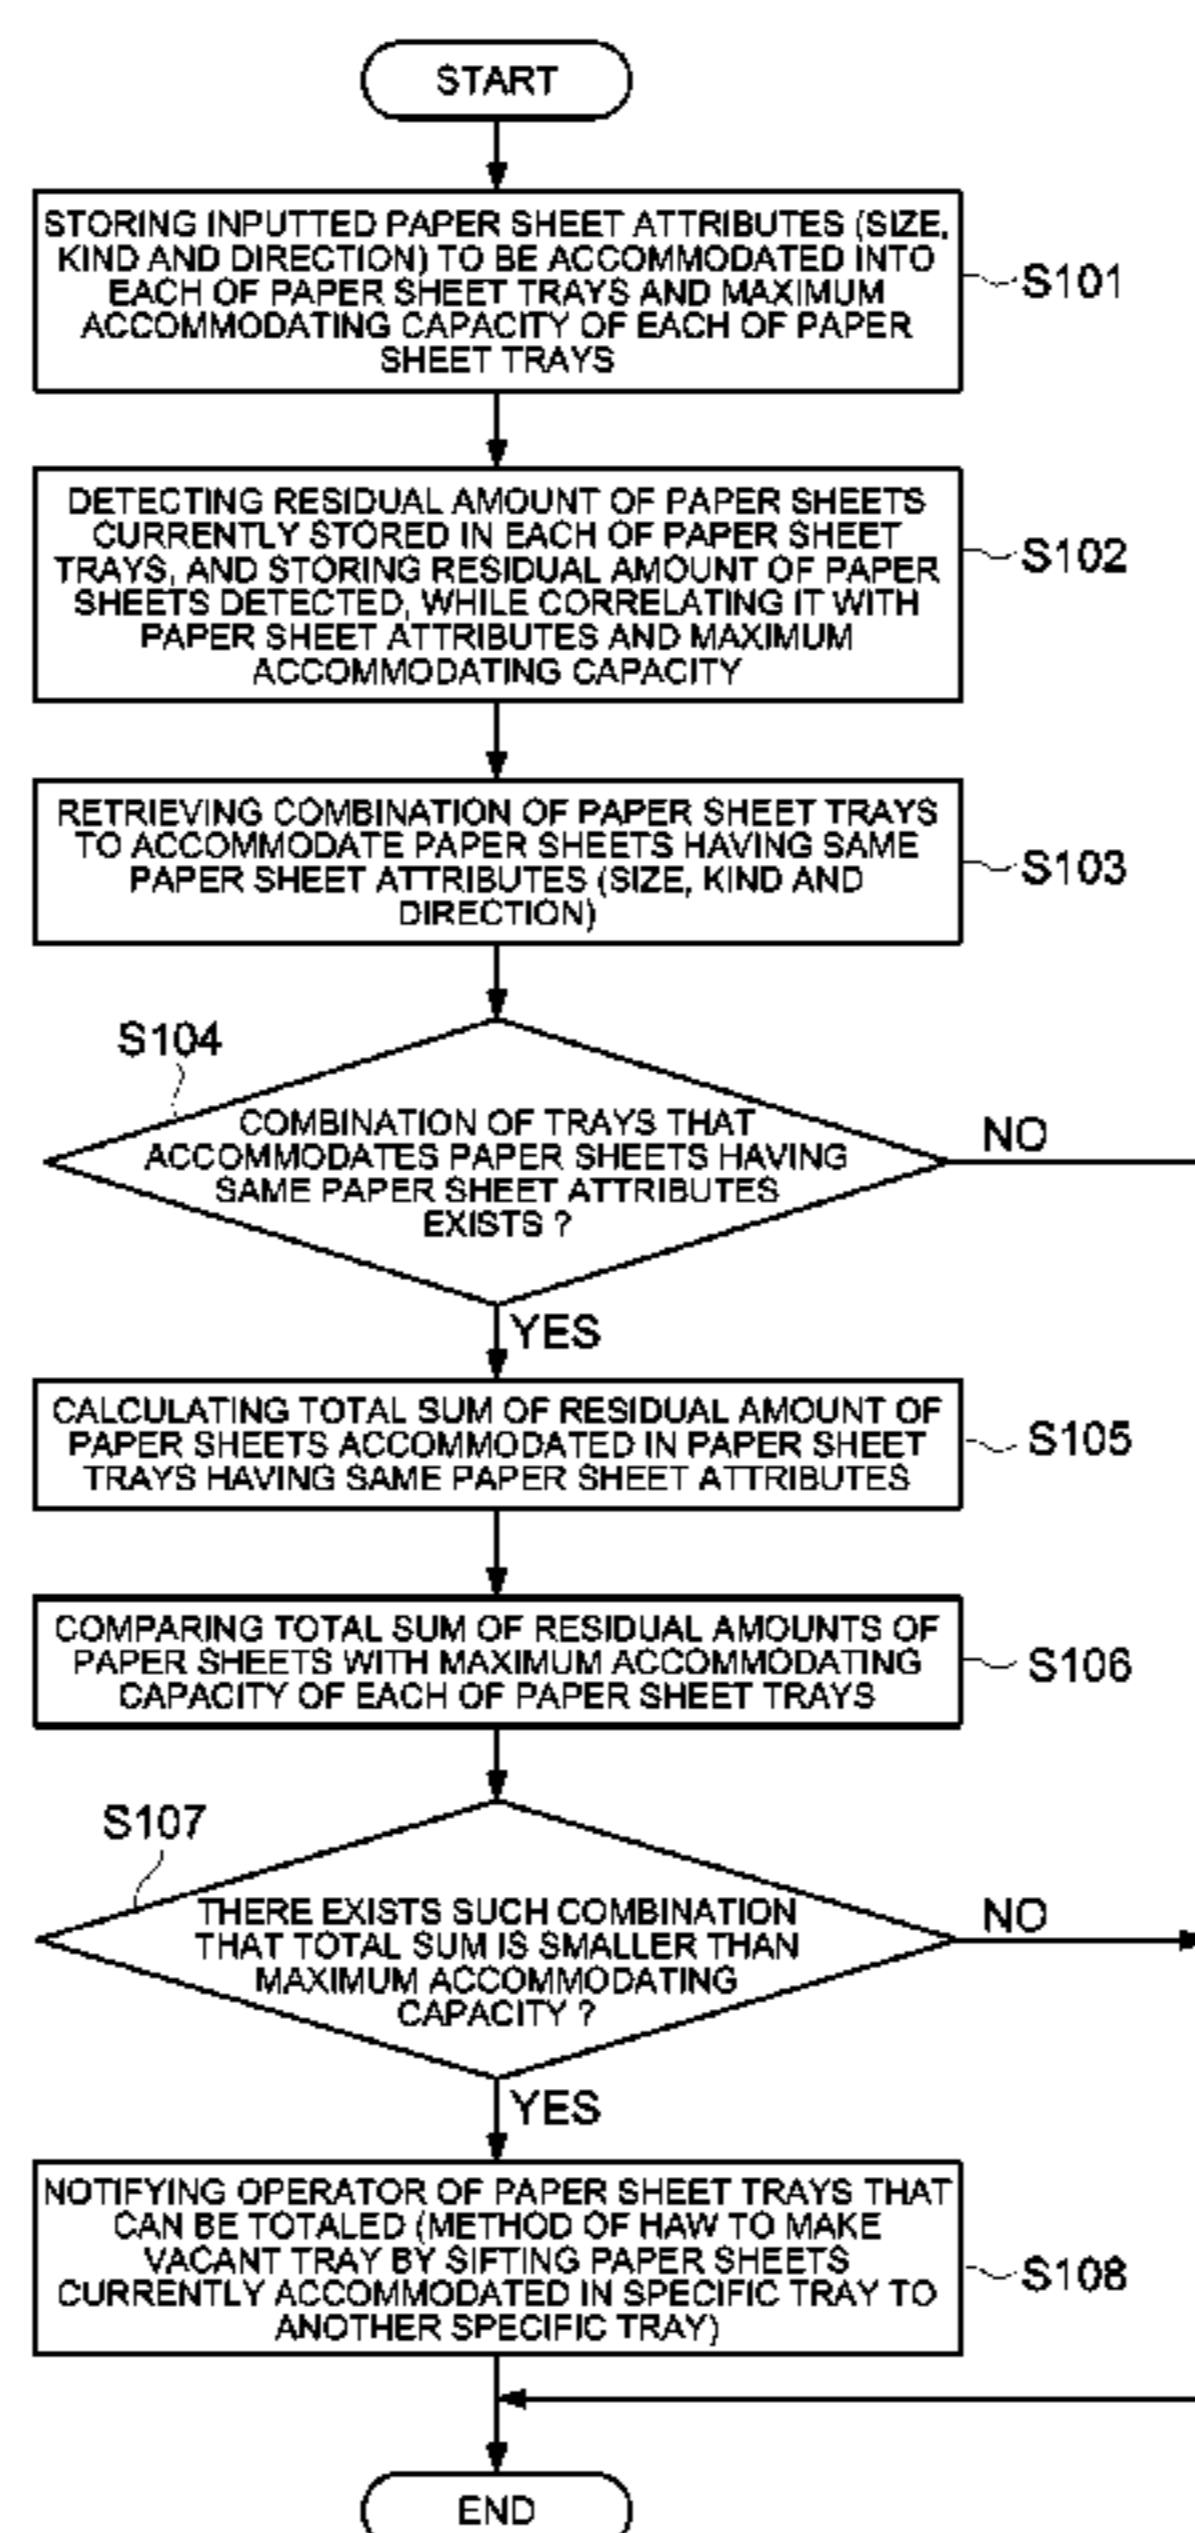 START
STORING INPUTTED PAPER SHEET ATTRIBUTES (SIZE,
KIND AND DIRECTION) TO BE ACCOMMODATED INTO
EACH OF PAPER SHEET TRAYS AND MAXIMUM
ACCOMMODATING CAPACITY OF EACH OF PAPER
SHEET TRAYS
S101
DETECTING RESIDUAL AMOUNT OF PAPER SHEETS
CURRENTLY STORED IN EACH OF PAPER SHEET
TRAYS, AND STORING RESIDUAL AMOUNT OF PAPER
SHEETS DETECTED, WHILE CORRELATING IT WITH
PAPER SHEET ATTRIBUTES AND MAXIMUM
ACCOMMODATING CAPACITY
S102
RETRIEVING COMBINATION OF PAPER SHEET TRAYS
TO ACCOMMODATE PAPER SHEETS HAVING SAME
PAPER SHEET ATTRIBUTES (SIZE, KIND AND
DIRECTION)
S103
S104
COMBINATION OF TRAYS THAT
ACCOMMODATES PAPER SHEETS HAVING
SAME PAPER SHEET ATTRIBUTES
EXISTS ?
NO
YES
CALCULATING TOTAL SUM OF RESIDUAL AMOUNT OF
PAPER SHEETS ACCOMMODATED IN PAPER SHEET
TRAYS HAVING SAME PAPER SHEET ATTRIBUTES
S105
COMPARING TOTAL SUM OF RESIDUAL AMOUNTS OF
PAPER SHEETS WITH MAXIMUM ACCOMMODATING
CAPACITY OF EACH OF PAPER SHEET TRAYS
S106
S107
THERE EXISTS SUCH COMBINATION
THAT TOTAL SUM IS SMALLER THAN
MAXIMUM ACCOMMODATING
CAPACITY ?
NO
YES
NOTIFYING OPERATOR OF PAPER SHEET TRAYS THAT
CAN BE TOTALED (METHOD OF HAW TO MAKE
VACANT TRAY BY SIFTING PAPER SHEETS
CURRENTLY ACCOMMODATED IN SPECIFIC TRAY TO
ANOTHER SPECIFIC TRAY)
S108
END